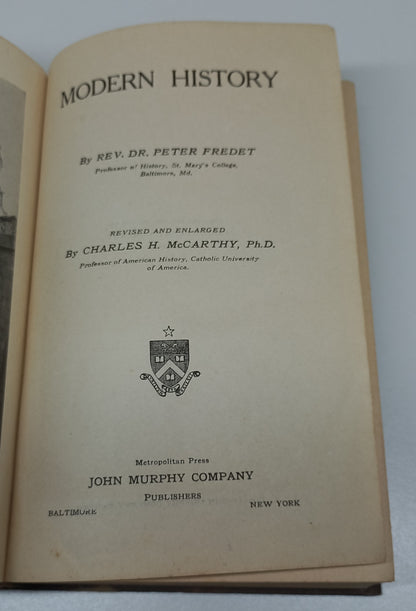 MODERN HISTORY
By REV. DR. PETER FREDET
Professor of History, St. Mary's College,
Baltimore, Md.
REVISED AND ENLARGED
By CHARLES H. McCARTHY, Ph.D.
Professor of American History, Catholic University
of America.
Metropolitan Press
JOHN MURPHY COMPANY
PUBLISHERS
BALTIMORE NEW YORK